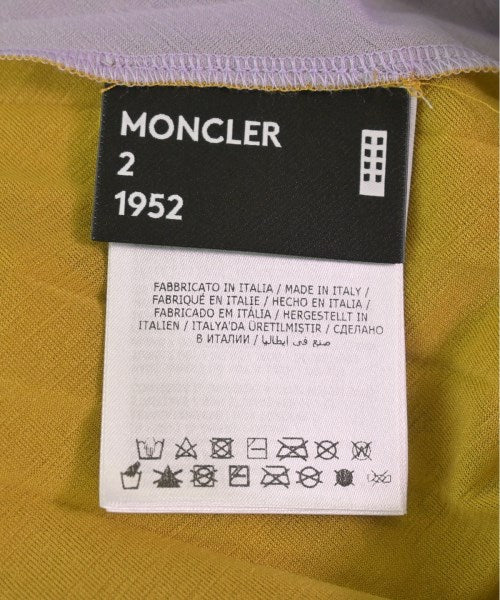 MONCLER
2
1952
FABBRICATO IN ITALIA / MADE IN ITALY /
FABRIQUÉ EN ITALIE / HECHO EN ITALIA /
FABRICADO EM ITÁLIA / HERGESTELLT IN
ITALIEN / ITALYA'DA ÜRETILMIŞTIR / СДЕЛАНО
В ИТАЛИИ / صنع في ايطاليا